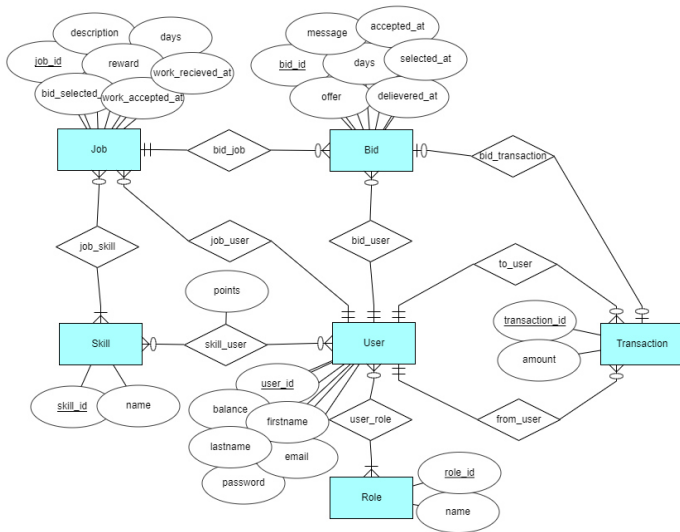 description
days
job_id
reward
work_recieved_at
bid_selected_
work_accepted_at
message
accepted_at
bid_id
days
selected_at
offer
delievered_at
Job
bid_job
Bid
bid_transaction
job_skill
job_user
bid_user
to_user
points
transaction_id
Skill
skill_user
User
Transaction
amount
skill_id
name
user_id
balance
firstname
user_role
from_user
lastname
email
password
Role
role_id
name